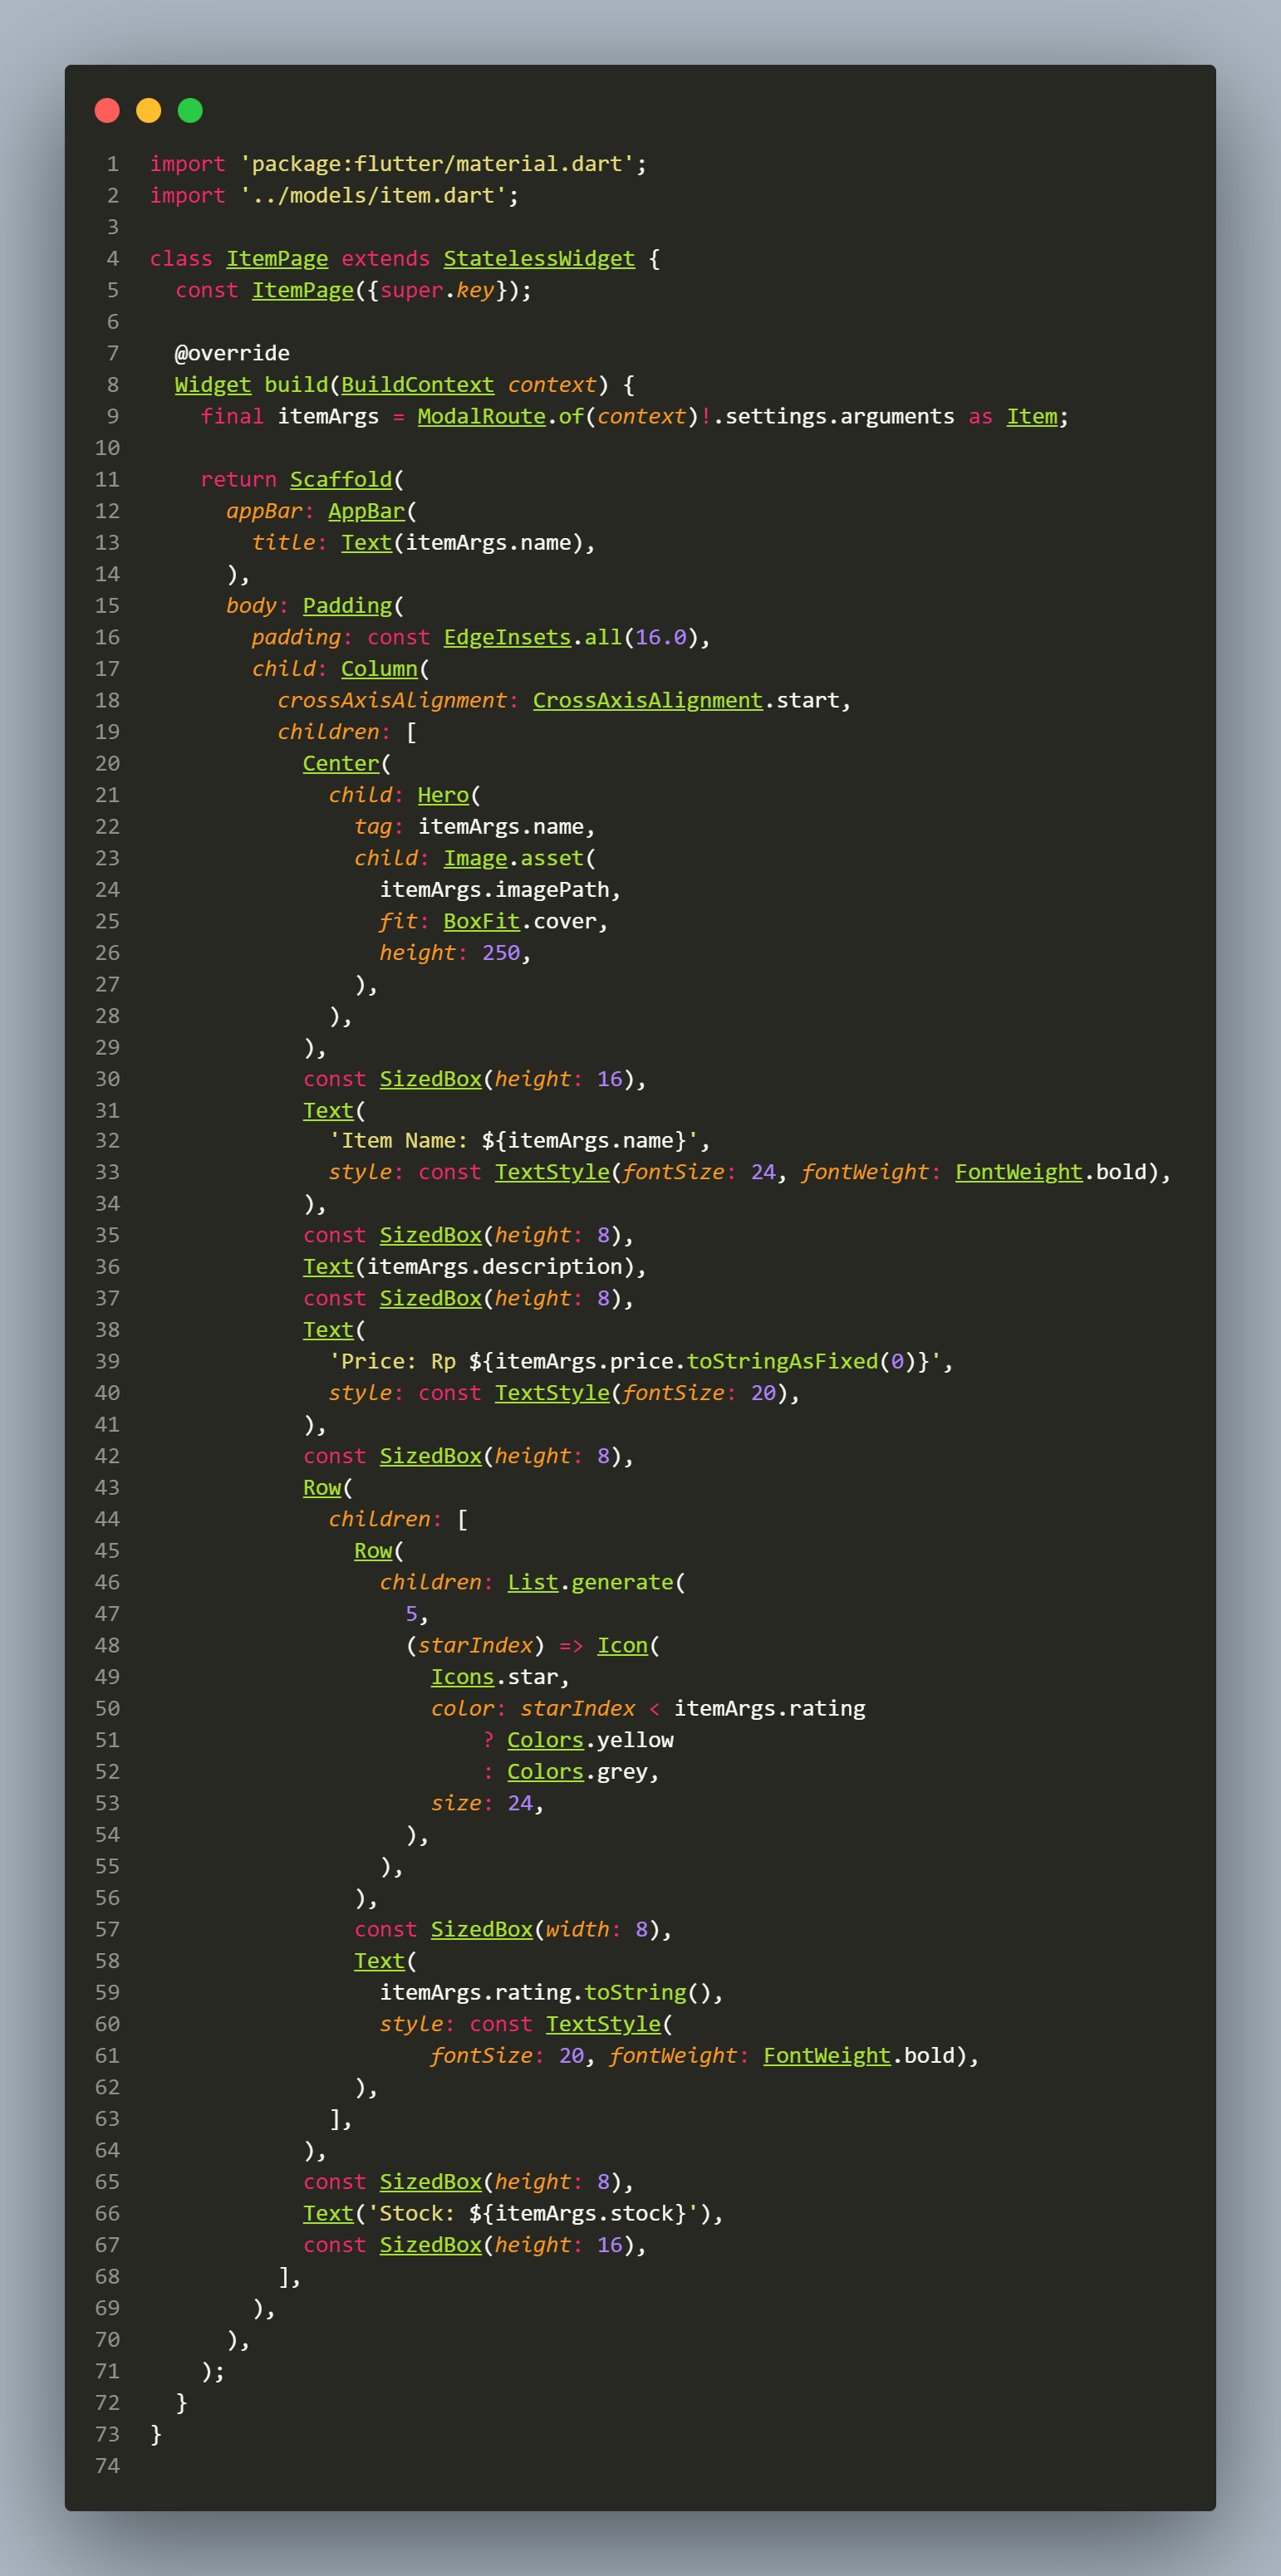 1 import 'package:flutter/material.dart';
2 import '../models/item.dart';
3
4 class ItemPage extends StatelessWidget {
5   const ItemPage({super.key});
6
7   @override
8   Widget build(BuildContext context) {
9     final itemArgs = ModalRoute.of(context)!.settings.arguments as Item;
10
11     return Scaffold(
12       appBar: AppBar(
13         title: Text(itemArgs.name),
14       ),
15       body: Padding(
16         padding: const EdgeInsets.all(16.0),
17         child: Column(
18           crossAxisAlignment: CrossAxisAlignment.start,
19           children: [
20             Center(
21               child: Hero(
22                 tag: itemArgs.name,
23                 child: Image.asset(
24                   itemArgs.imagePath,
25                   fit: BoxFit.cover,
26                   height: 250,
27                 ),
28               ),
29             ),
30             const SizedBox(height: 16),
31             Text(
32               'Item Name: ${itemArgs.name}',
33               style: const TextStyle(fontSize: 24, fontWeight: FontWeight.bold),
34             ),
35             const SizedBox(height: 8),
36             Text(itemArgs.description),
37             const SizedBox(height: 8),
38             Text(
39               'Price: Rp ${itemArgs.price.toStringAsFixed(0)}',
40               style: const TextStyle(fontSize: 20),
41             ),
42             const SizedBox(height: 8),
43             Row(
44               children: [
45                 Row(
46                   children: List.generate(
47                     5,
48                     (starIndex) => Icon(
49                       Icons.star,
50                       color: starIndex < itemArgs.rating
51                           ? Colors.yellow
52                           : Colors.grey,
53                       size: 24,
54                     ),
55                   ),
56                 ),
57                 const SizedBox(width: 8),
58                 Text(
59                   itemArgs.rating.toString(),
60                   style: const TextStyle(
61                       fontSize: 20, fontWeight: FontWeight.bold),
62                 ),
63               ],
64             ),
65             const SizedBox(height: 8),
66             Text('Stock: ${itemArgs.stock}'),
67             const SizedBox(height: 16),
68           ],
69         ),
70       ),
71     );
72   }
73 }
74